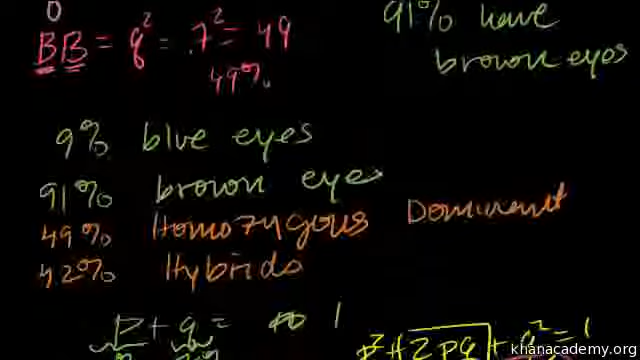 0
BB = q² = .7² = 49
49%
91% have
brown eyes
9% blue eyes
91% brown eyes
49% Homozygous Dominant
42% Hybrids
p + q = 1
p² + 2pq + q² = 1
khanacademy.org